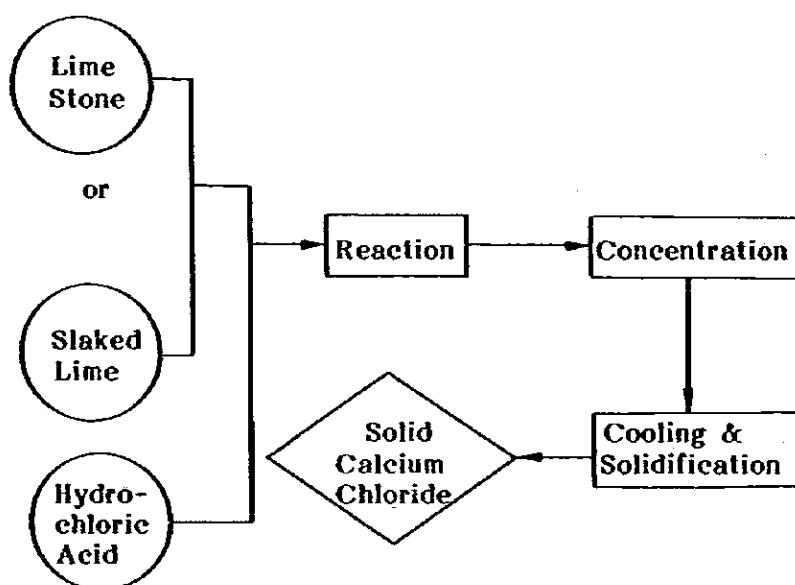 Lime
Stone
or
Slaked
Lime
Hydro-
chloric
Acid
Reaction
Concentration
Cooling &
Solidification
Solid
Calcium
Chloride